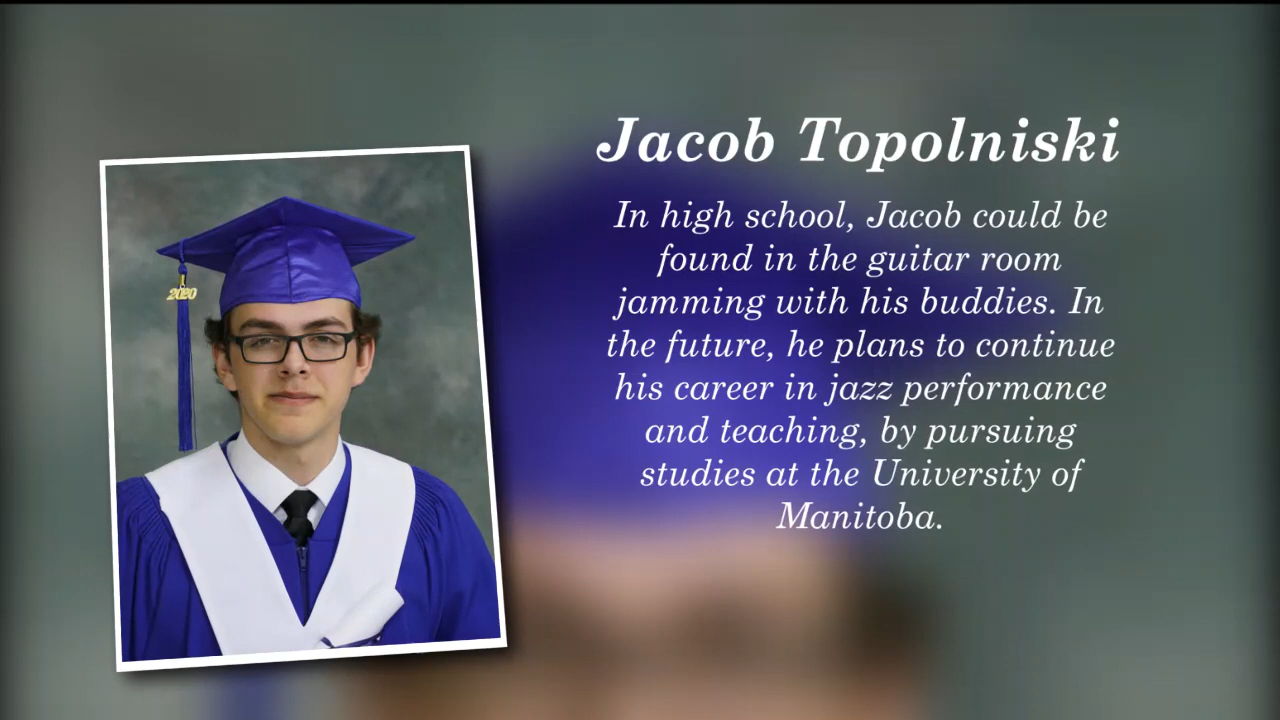 Jacob Topolniski
In high school, Jacob could be
found in the guitar room
jamming with his buddies. In
the future, he plans to continue
his career in jazz performance
and teaching, by pursuing
studies at the University of
Manitoba.
2020